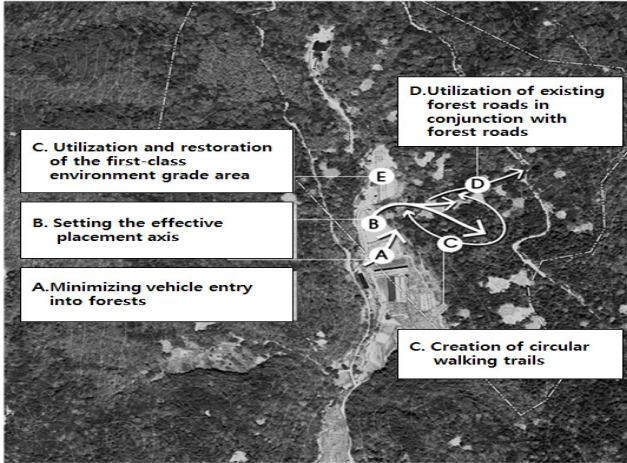 D.Utilization of existing
forest roads in
conjunction with
forest roads
C. Utilization and restoration
of the first-class
environment grade area
E
D
B. Setting the effective
placement axis
B
C
A
A.Minimizing vehicle entry
into forests
C. Creation of circular
walking trails